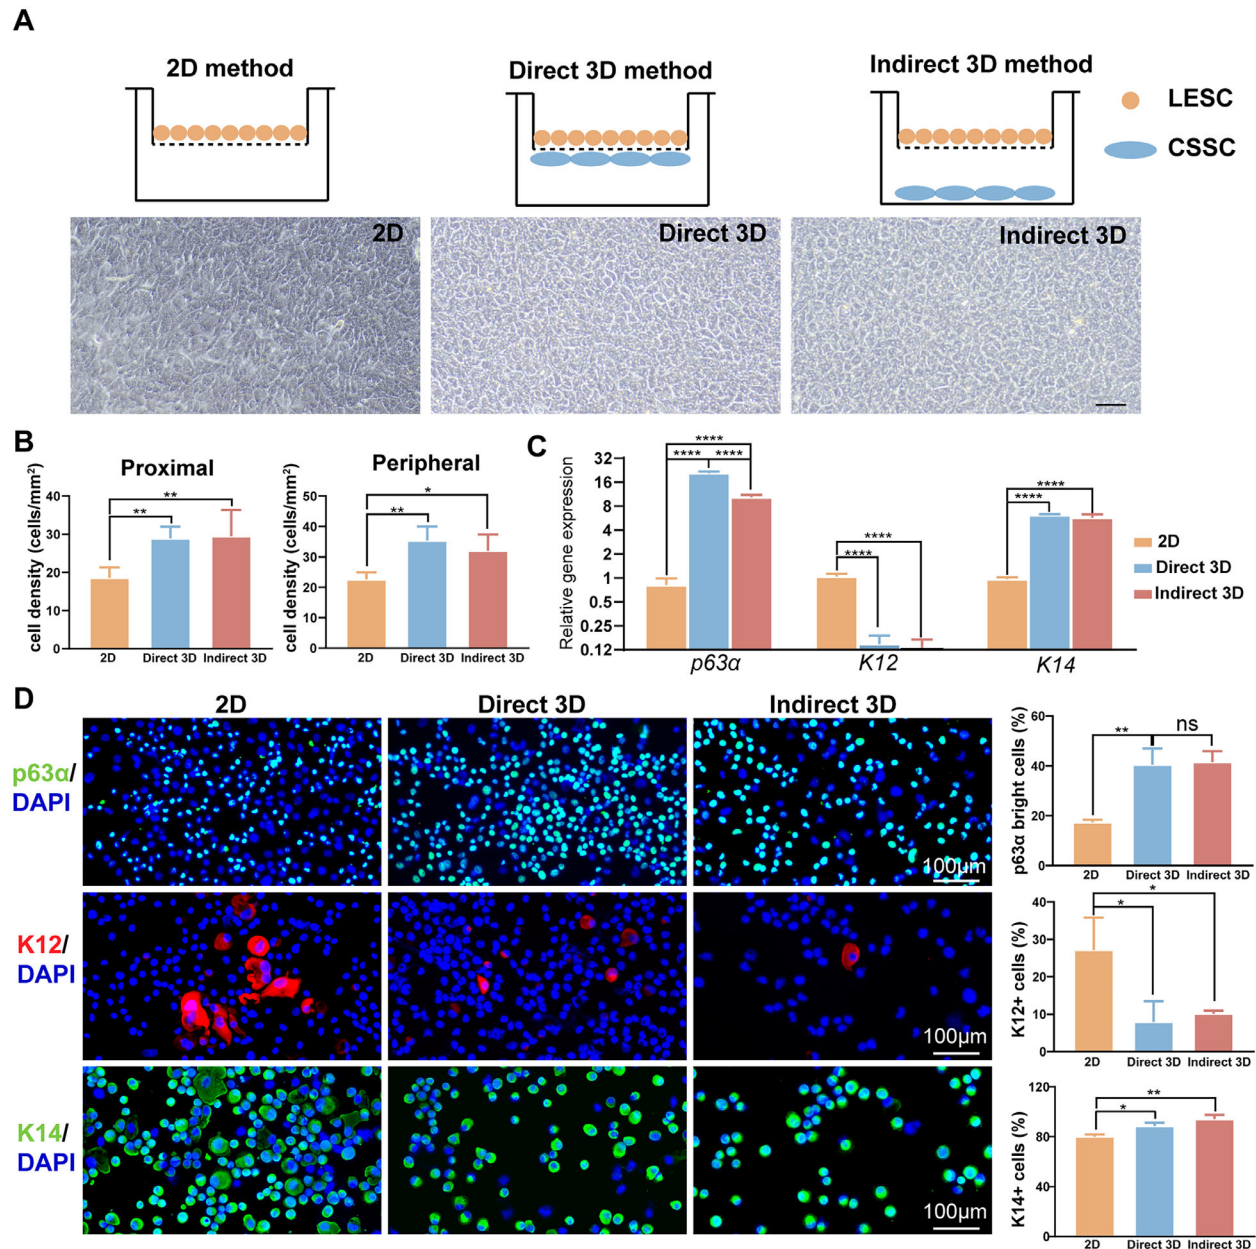 A
2D method
Direct 3D method
Indirect 3D method
LESC
CSSC
2D
Direct 3D
Indirect 3D
B
Proximal
cell density (cells/mm²)
40
30
20
10
0
**
**
2D
Direct 3D
Indirect 3D
Peripheral
cell density (cells/mm²)
50
40
30
20
10
0
*
**
2D
Direct 3D
Indirect 3D
C
Relative gene expression
32
16
8
4
2
1
0.5
0.25
0.12
****
**** ****
****
****
****
****
p63α
K12
K14
2D
Direct 3D
Indirect 3D
D
2D
Direct 3D
Indirect 3D
p63α/
DAPI
100μm
K12/
DAPI
100μm
K14/
DAPI
100μm
p63α bright cells (%)
60
40
20
0
**
ns
2D
Direct 3D
Indirect 3D
K12+ cells (%)
40
30
20
10
0
*
*
2D
Direct 3D
Indirect 3D
K14+ cells (%)
120
80
40
0
**
*
2D
Direct 3D
Indirect 3D